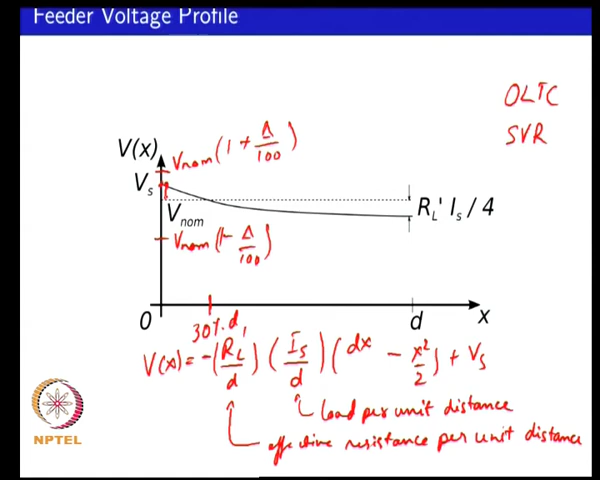 Feeder Voltage Profile
OLTC
SVR
V(x)
Vnom(1 + Δ/100)
Vs
Vnom
RL' Is / 4
Vnom(1 - Δ/100)
0
d
x
30%. d,
V(x) = -(RL/d) (Is/d) (dx - x²/2) + Vs
load per unit distance
effective resistance per unit distance
NPTEL